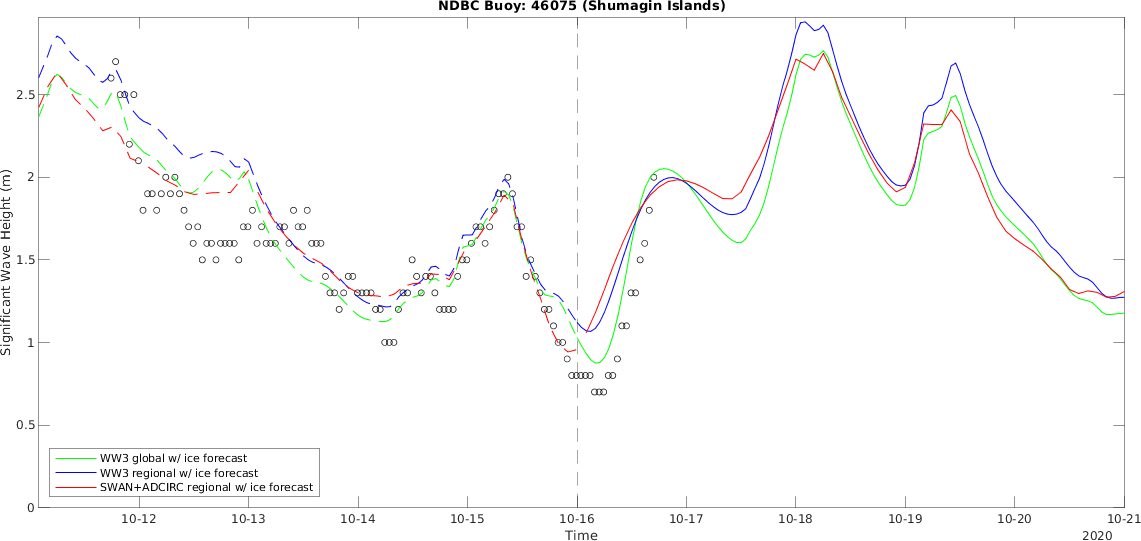 NDBC Buoy: 46075 (Shumagin Islands)
Significant Wave Height (m)
2.5
2
1.5
1
0.5
0
WW3 global w/ ice forecast
WW3 regional w/ ice forecast
SWAN+ADCIRC regional w/ ice forecast
10-12 10-13 10-14 10-15 10-16 10-17 10-18 10-19 10-20 10-21
Time
2020